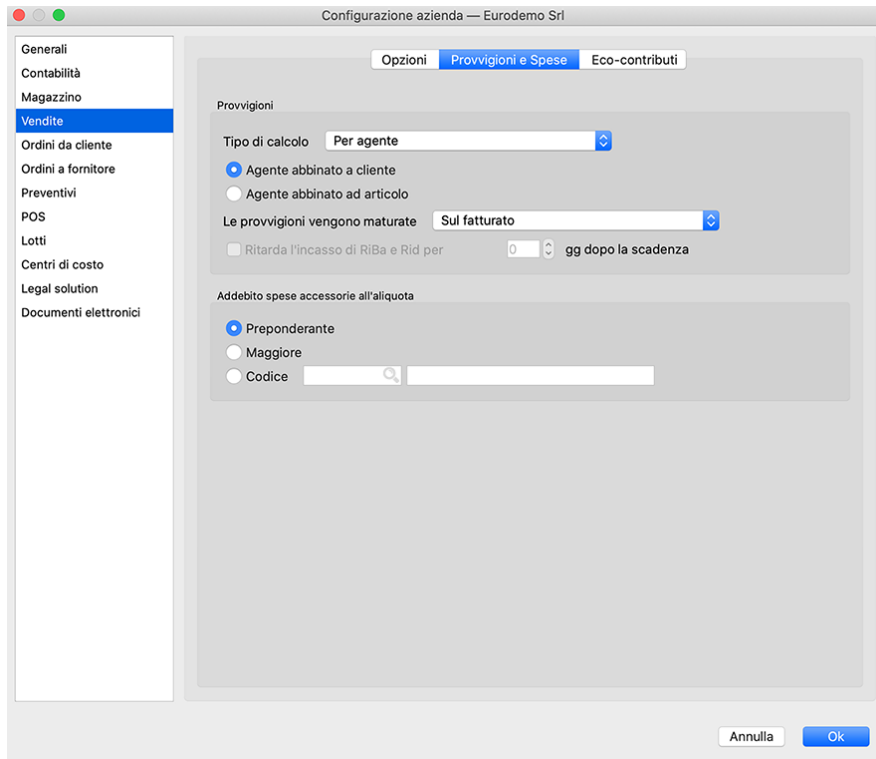 Configurazione azienda — Eurodemo Srl
Generali
Contabilità
Magazzino
Vendite
Ordini da cliente
Ordini a fornitore
Preventivi
POS
Lotti
Centri di costo
Legal solution
Documenti elettronici
Opzioni Provvigioni e Spese Eco-contributi
Provvigioni
Tipo di calcolo Per agente
Agente abbinato a cliente
Agente abbinato ad articolo
Le provvigioni vengono maturate Sul fatturato
Ritarda l'incasso di RiBa e Rid per 0 gg dopo la scadenza
Addebito spese accessorie all'aliquota
Preponderante
Maggiore
Codice
Annulla Ok